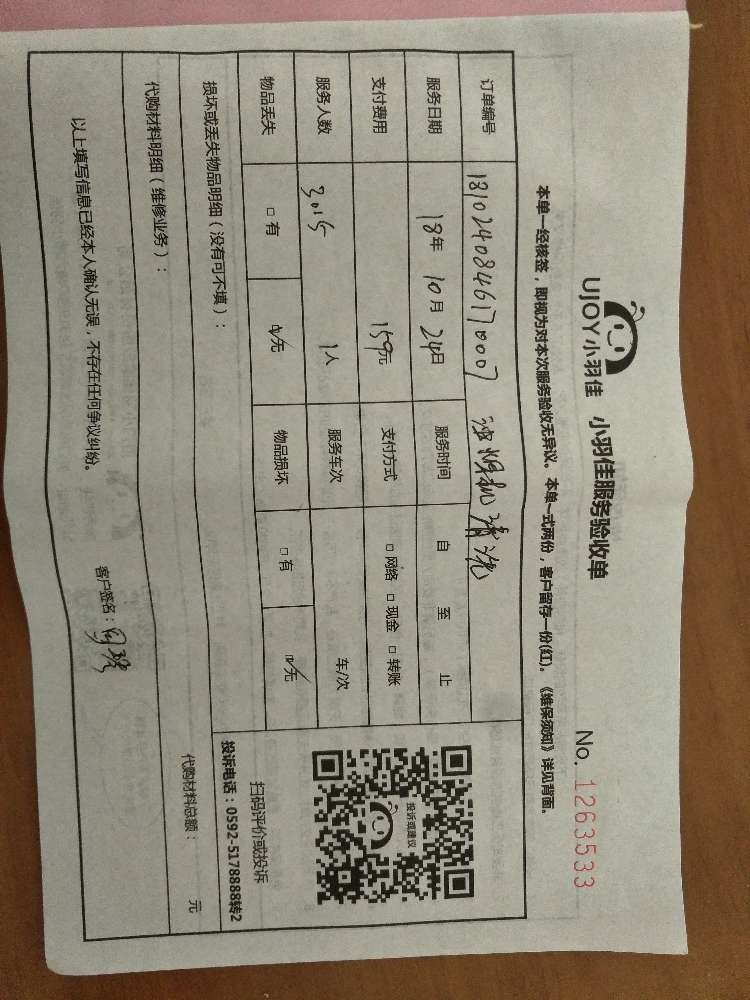 UJOY小羽佳 小羽佳服务验收单 No. 1263533
本单一经核签，即视为对本次服务验收无异议。本单一式两份，客户留存一份(红)。《维保须知》详见背面。
订单编号 1810240846170007 油烟机清洗
服务日期 18年 10月 24日 服务时间 自 至 止
支付费用 159元 支付方式 □ 网络 □ 现金 □ 转账
服务人数 1人 服务车次 车/次
物品丢失 □ 有 ☑ 无 物品损坏 □ 有 ☑ 无
投诉或建议
扫码评价或投诉
投诉电话：0592-5178888转2
损坏或丢失物品明细（没有可不填）：
代购材料明细（维修业务）：
代购材料总额： 元
以上填写信息已经本人确认无误，不存在任何争议纠纷。
客户签名：